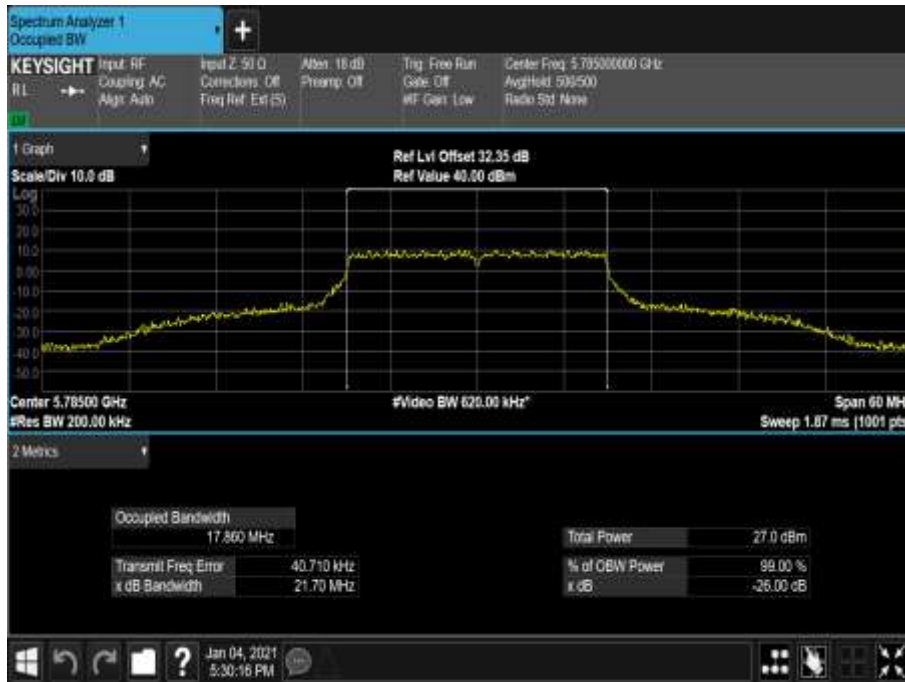 Spectrum Analyzer 1
Occupied BW
+
KEYSIGHT
Input: RF
Input Z: 50 Ω
Atten: 18 dB
Trig: Free Run
Center Freq: 5.785000000 GHz
RL
Coupling: AC
Corrections: Off
Preamp: Off
Gate: Off
Avg|Hold: 500/500
Align: Auto
Freq Ref: Ext (S)
#IF Gain: Low
Radio Std: None
1 Graph
Ref Lvl Offset 32.35 dB
Scale/Div 10.0 dB
Ref Value 40.00 dBm
Log
30.0
20.0
10.0
0.00
-10.0
-20.0
-30.0
-40.0
-50.0
Center 5.78500 GHz
#Video BW 620.00 kHz*
Span 60 MH
#Res BW 200.00 kHz
Sweep 1.87 ms (1001 pts
2 Metrics
Occupied Bandwidth
17.860 MHz
Total Power
27.0 dBm
Transmit Freq Error
40.710 kHz
% of OBW Power
99.00 %
x dB Bandwidth
21.70 MHz
x dB
-26.00 dB
?
Jan 04, 2021
5:30:16 PM